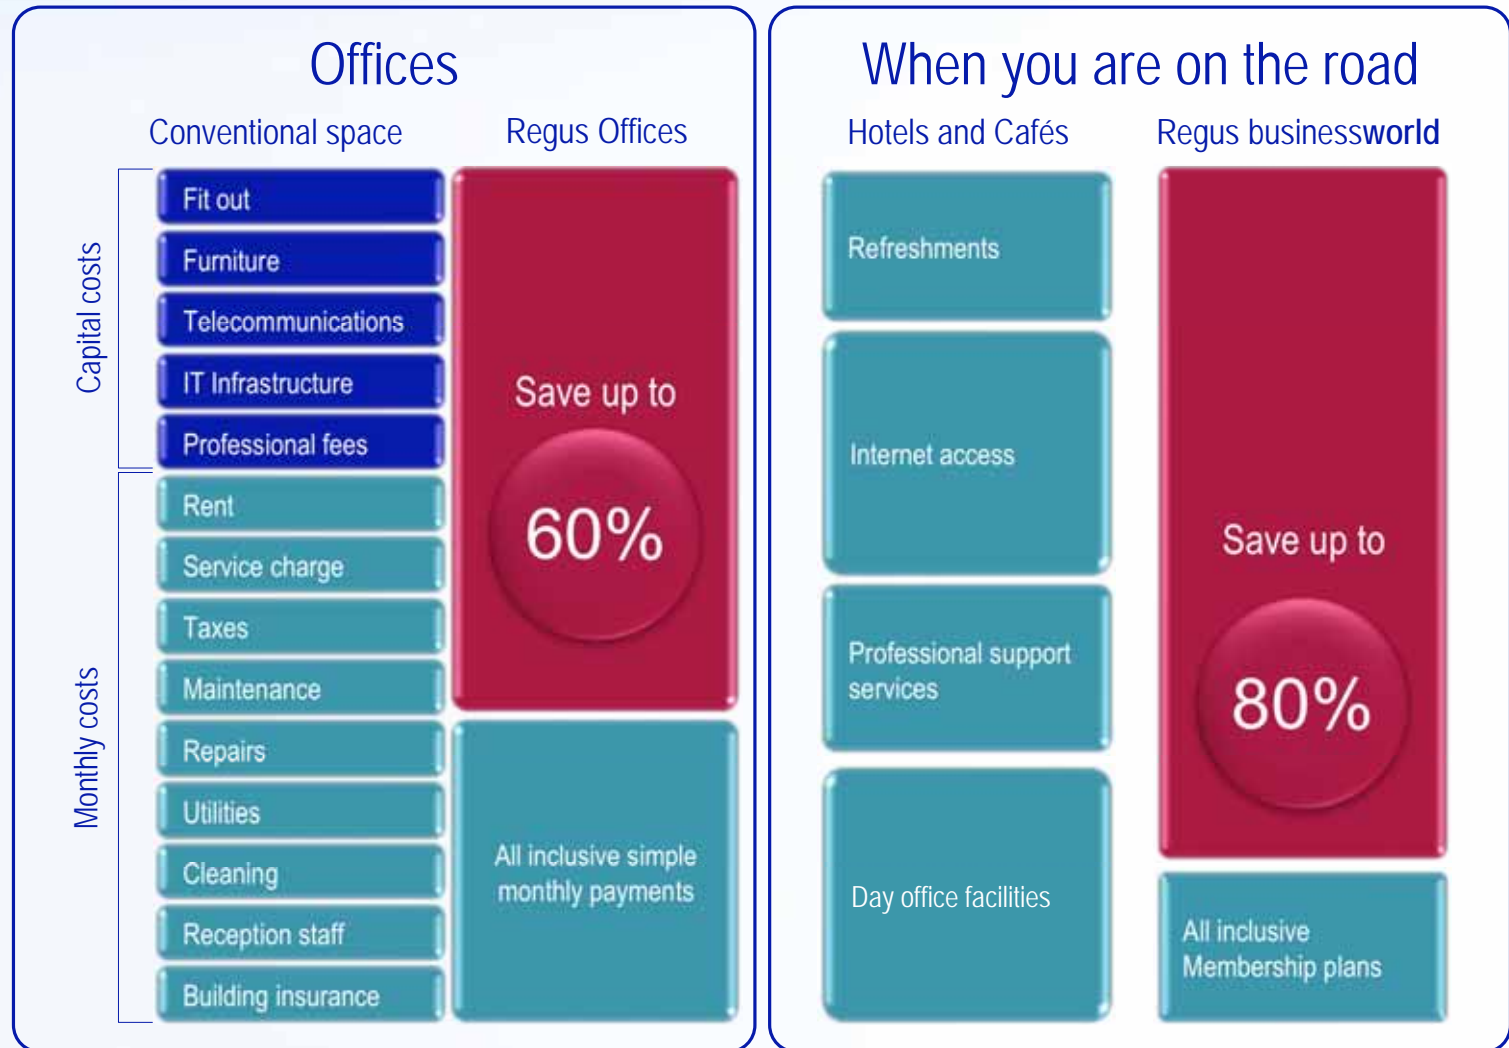 Offices
Conventional space
Regus Offices
Capital costs
Fit out
Furniture
Telecommunications
IT Infrastructure
Professional fees
Monthly costs
Rent
Service charge
Taxes
Maintenance
Repairs
Utilities
Cleaning
Reception staff
Building insurance
Save up to
60%
All inclusive simple
monthly payments
When you are on the road
Hotels and Cafés
Regus businessworld
Refreshments
Internet access
Professional support
services
Day office facilities
Save up to
80%
All inclusive
Membership plans